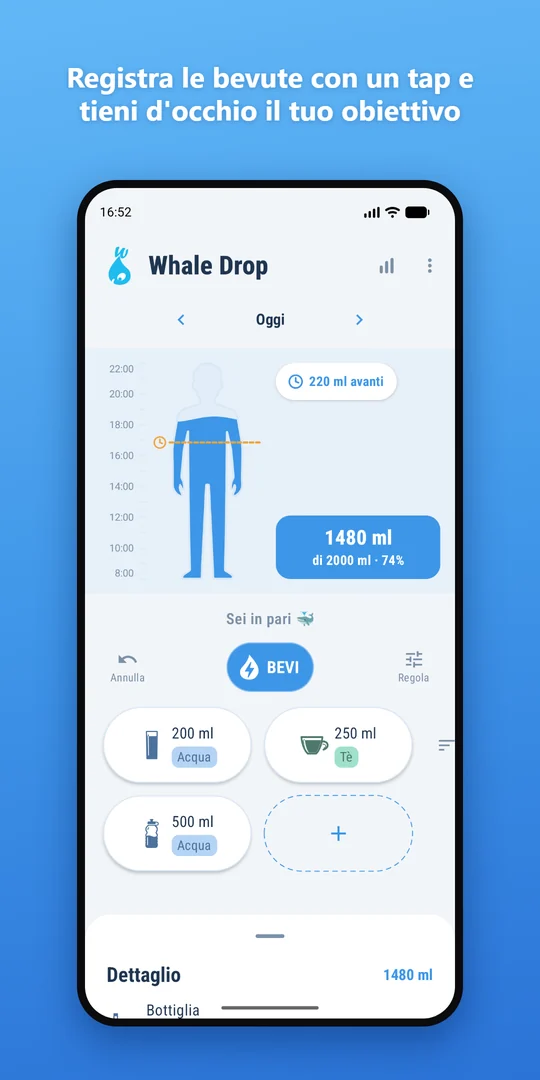 Registra le bevute con un tap e
tieni d'occhio il tuo obiettivo
16:52
Whale Drop
Oggi
22:00
220 ml avanti
20:00
18:00
16:00
14:00
12:00
1480 ml
di 2000 ml · 74%
10:00
8:00
Sei in pari 🐳
Annulla
BEVI
Regola
200 ml
Acqua
250 ml
Tè
500 ml
Acqua
+
Dettaglio
1480 ml
Bottiglia